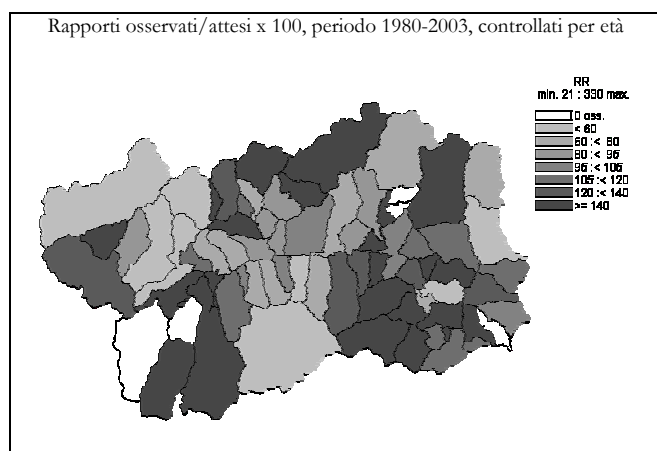 Rapporti osservati/attesi x 100, periodo 1980-2003, controllati per età
RR
min. 21 : 330 max.
0 oss.
< 60
60 :< 80
80 :< 95
95 :< 105
105 :< 120
120 :< 140
>= 140